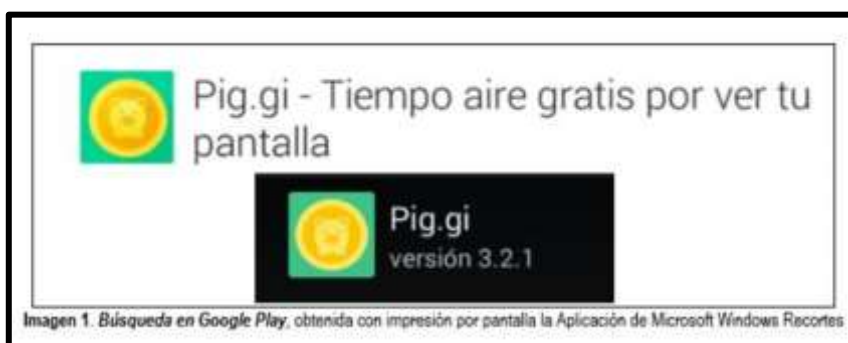 Pig.gi - Tiempo aire gratis por ver tu
pantalla
Pig.gi
versión 3.2.1
Imagen 1. Búsqueda en Google Play, obtenida con impresión por pantalla la Aplicación de Microsoft Windows Recortes